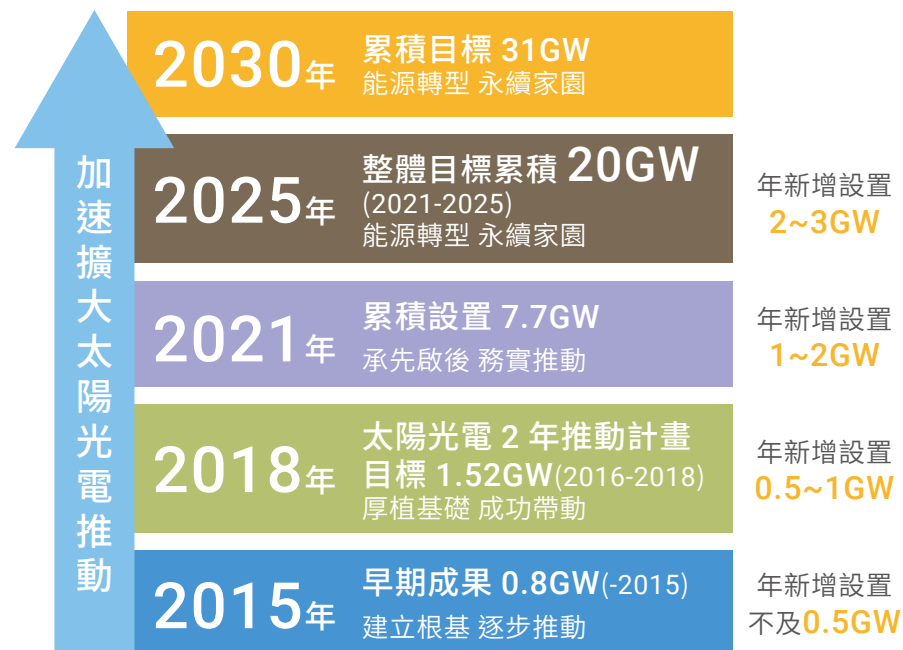 加速擴大太陽光電推動
2030年
累積目標 31GW
能源轉型 永續家園
2025年
整體目標累積 20GW
(2021-2025)
能源轉型 永續家園
年新增設置
2~3GW
2021年
累積設置 7.7GW
承先啟後 務實推動
年新增設置
1~2GW
2018年
太陽光電 2 年推動計畫
目標 1.52GW(2016-2018)
厚植基礎 成功帶動
年新增設置
0.5~1GW
2015年
早期成果 0.8GW(-2015)
建立根基 逐步推動
年新增設置
不及0.5GW